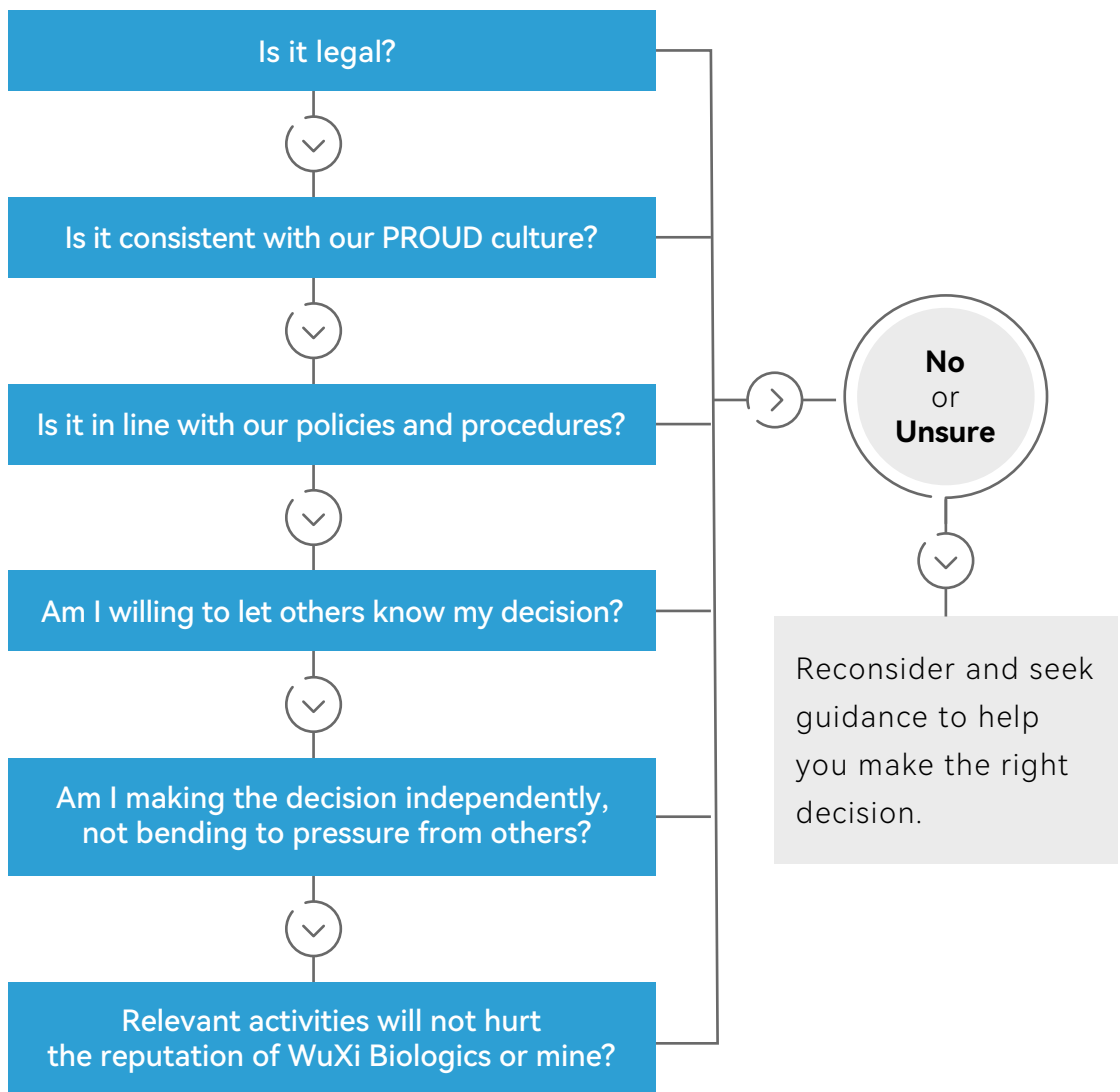 Is it legal?
Is it consistent with our PROUD culture?
Is it in line with our policies and procedures?
Am I willing to let others know my decision?
Am I making the decision independently,
not bending to pressure from others?
Relevant activities will not hurt
the reputation of WuXi Biologics or mine?
No
or
Unsure
Reconsider and seek
guidance to help
you make the right
decision.